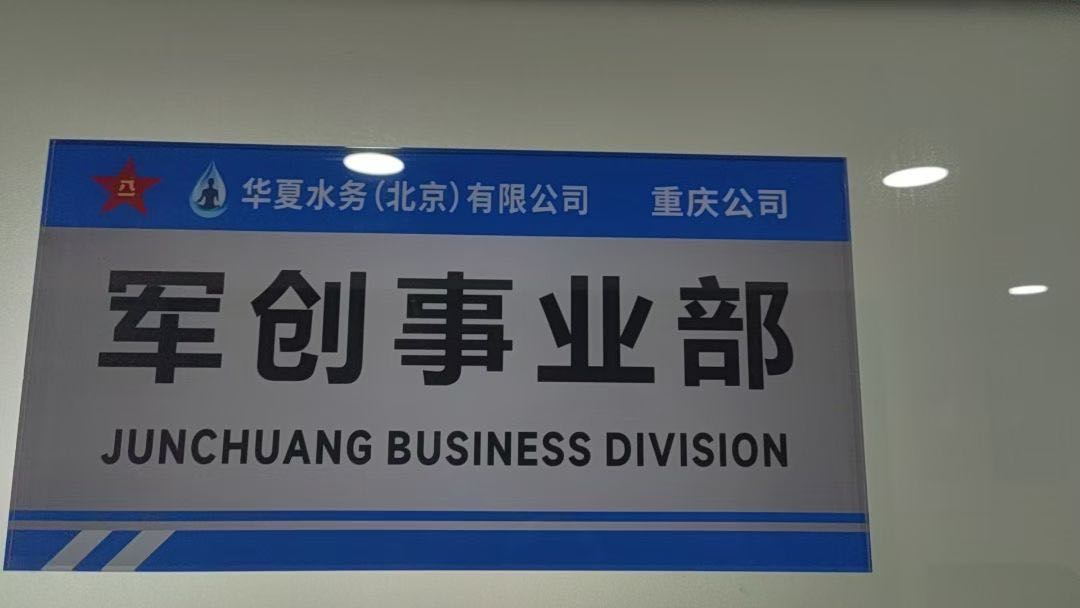 八一 华夏水务(北京)有限公司 重庆公司
军创事业部
JUNCHUANG BUSINESS DIVISION